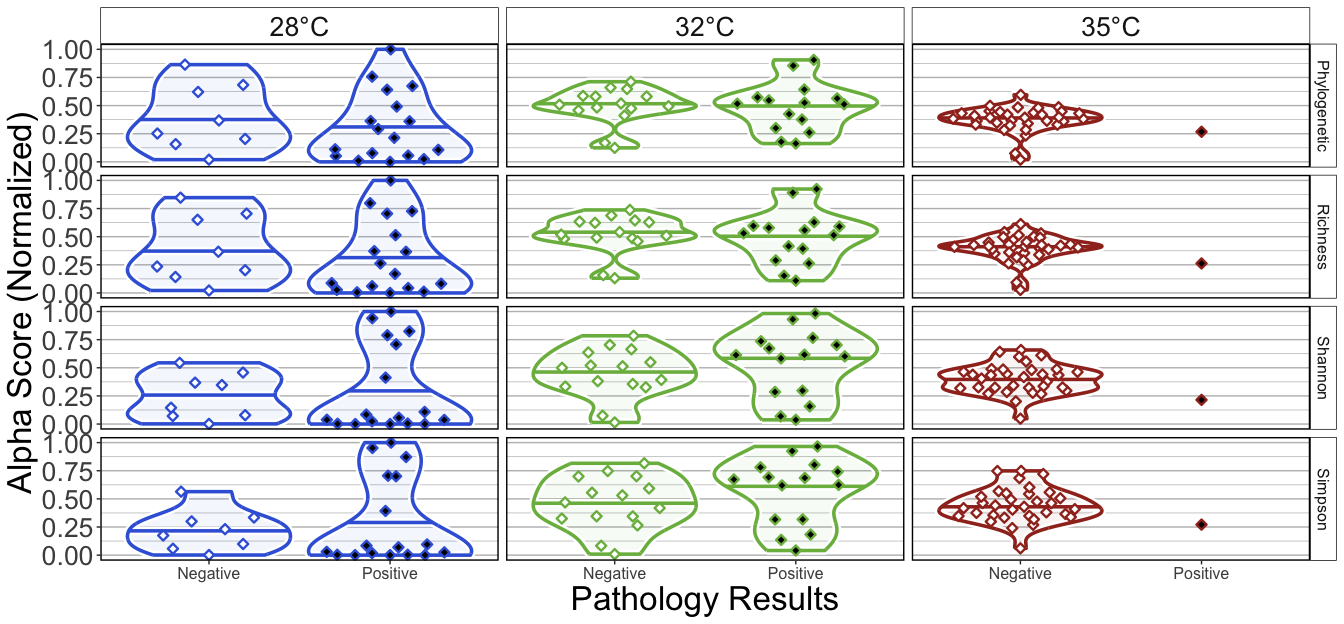 28°C 32°C 35°C
Alpha Score (Normalized)
1.00
0.75
0.50
0.25
0.00
Phylogenetic
1.00
0.75
0.50
0.25
0.00
Richness
1.00
0.75
0.50
0.25
0.00
Shannon
1.00
0.75
0.50
0.25
0.00
Simpson
Negative Positive Negative Positive Negative Positive
Pathology Results